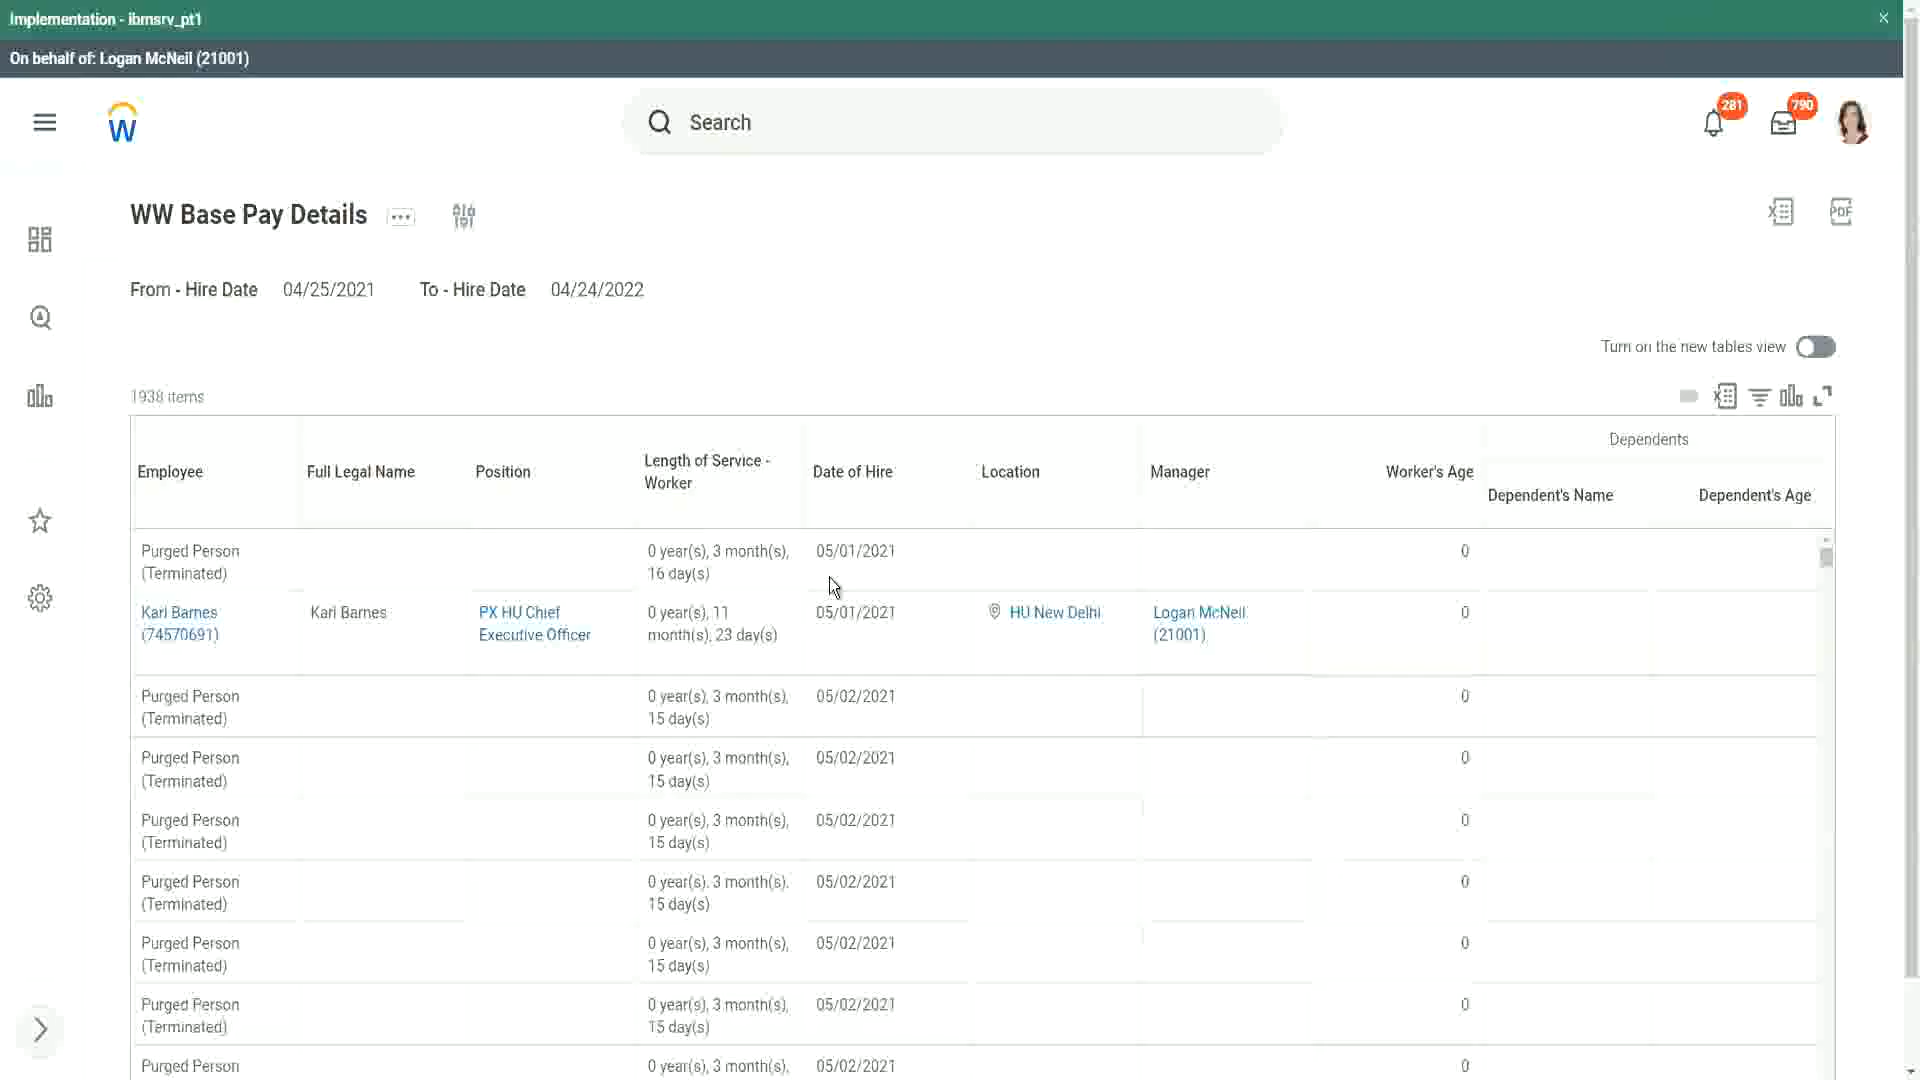 Implementation - ibmsrv_pt1
On behalf of: Logan McNeil (21001)
W
Search
281
790
WW Base Pay Details
PDF
From - Hire Date 04/25/2021 To - Hire Date 04/24/2022
Turn on the new tables view
1938 items
Dependents
Employee Full Legal Name Position Length of Service - Worker Date of Hire Location Manager Worker's Age Dependent's Name Dependent's Age
Purged Person 0 year(s), 3 month(s), 05/01/2021 0
(Terminated) 16 day(s)
Kari Barnes Kari Barnes PX HU Chief 0 year(s), 11 05/01/2021 HU New Delhi Logan McNeil 0
(74570691) Executive Officer month(s), 23 day(s) (21001)
Purged Person 0 year(s), 3 month(s), 05/02/2021 0
(Terminated) 15 day(s)
Purged Person 0 year(s), 3 month(s), 05/02/2021 0
(Terminated) 15 day(s)
Purged Person 0 year(s), 3 month(s), 05/02/2021 0
(Terminated) 15 day(s)
Purged Person 0 year(s), 3 month(s), 05/02/2021 0
(Terminated) 15 day(s)
Purged Person 0 year(s), 3 month(s), 05/02/2021 0
(Terminated) 15 day(s)
Purged Person 0 year(s), 3 month(s), 05/02/2021 0
(Terminated) 15 day(s)
Purged Person 0 year(s), 3 month(s), 05/02/2021 0